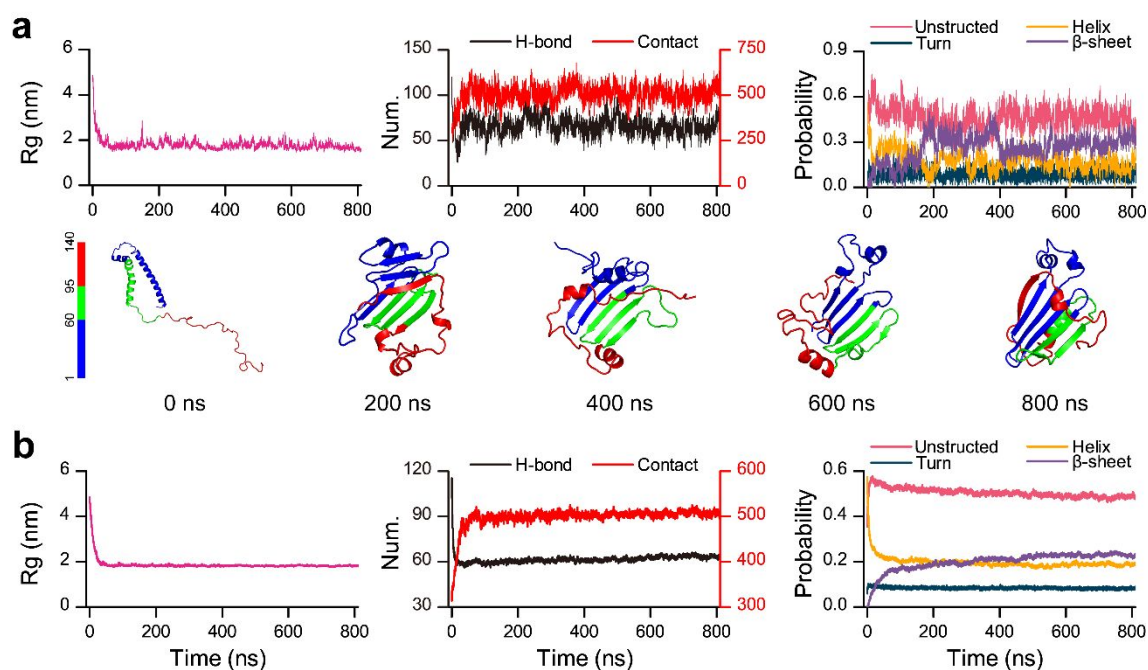 a
Rg (nm)
6
4
2
0
0 200 400 600 800
H-bond Contact
Num.
150
100
50
0
750
500
250
0
0 200 400 600 800
Unstructed Helix
Turn β-sheet
Probability
0.9
0.6
0.3
0.0
0 200 400 600 800
140
95
60
1
0 ns 200 ns 400 ns 600 ns 800 ns
b
Rg (nm)
6
4
2
0
0 200 400 600 800
Time (ns)
H-bond Contact
Num.
120
90
60
30
600
500
400
300
0 200 400 600 800
Time (ns)
Unstructed Helix
Turn β-sheet
Probability
0.6
0.4
0.2
0.0
0 200 400 600 800
Time (ns)